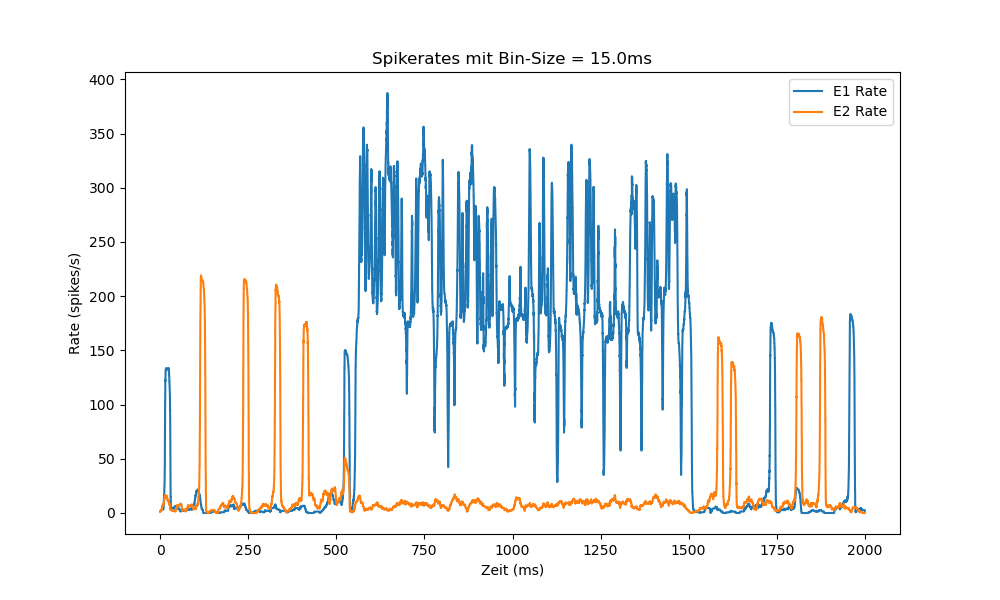 Spikerates mit Bin-Size = 15.0ms
E1 Rate
E2 Rate
Rate (spikes/s)
400
350
300
250
200
150
100
50
0
0 250 500 750 1000 1250 1500 1750 2000
Zeit (ms)